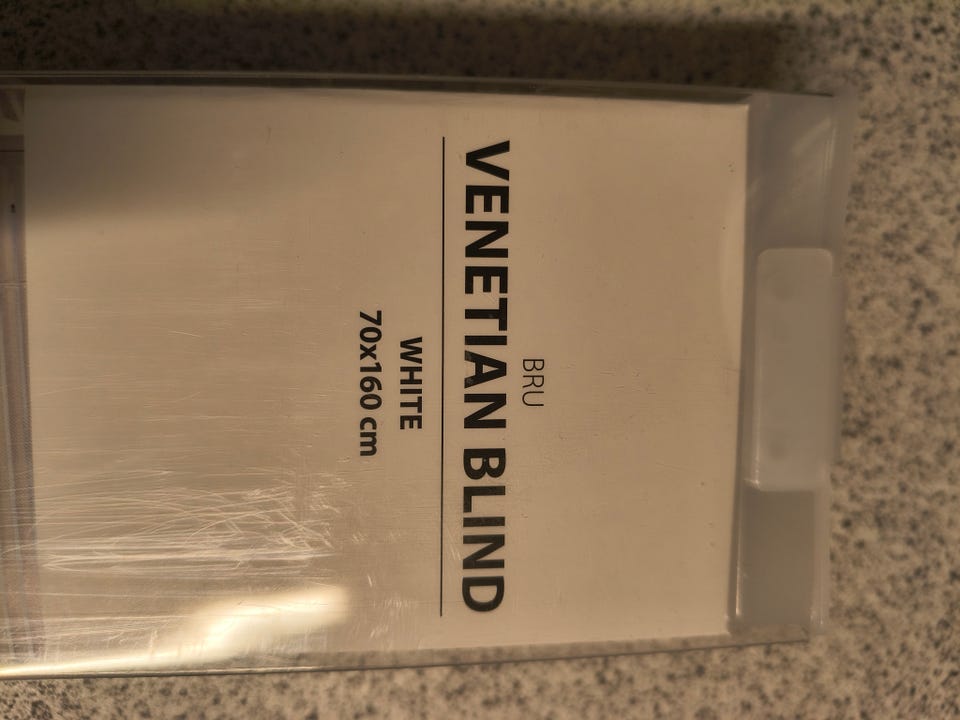 BRU
VENETIAN BLIND
WHITE
70x160 cm